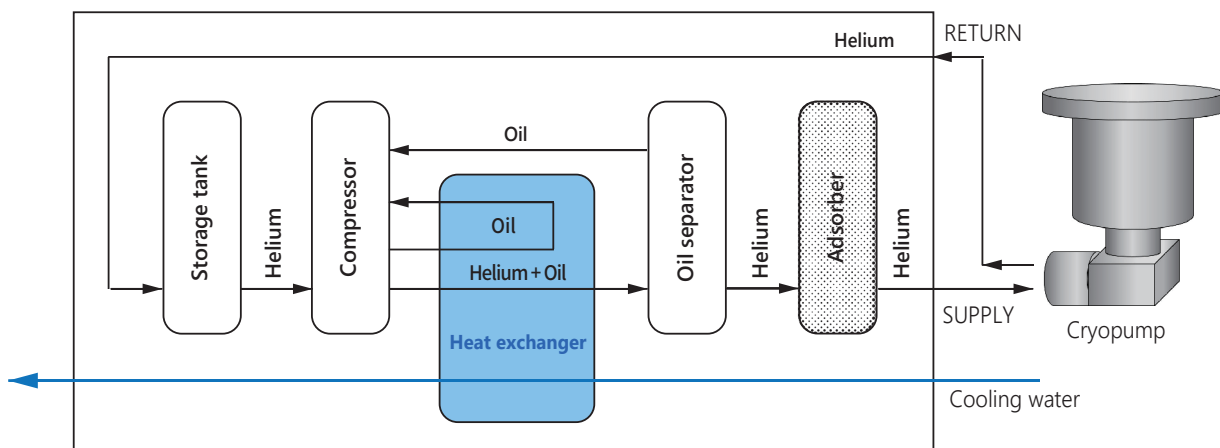 Helium
RETURN
Oil
Storage tank
Helium
Compressor
Oil
Helium + Oil
Oil separator
Helium
Adsorber
Helium
Heat exchanger
SUPPLY
Cryopump
Cooling water